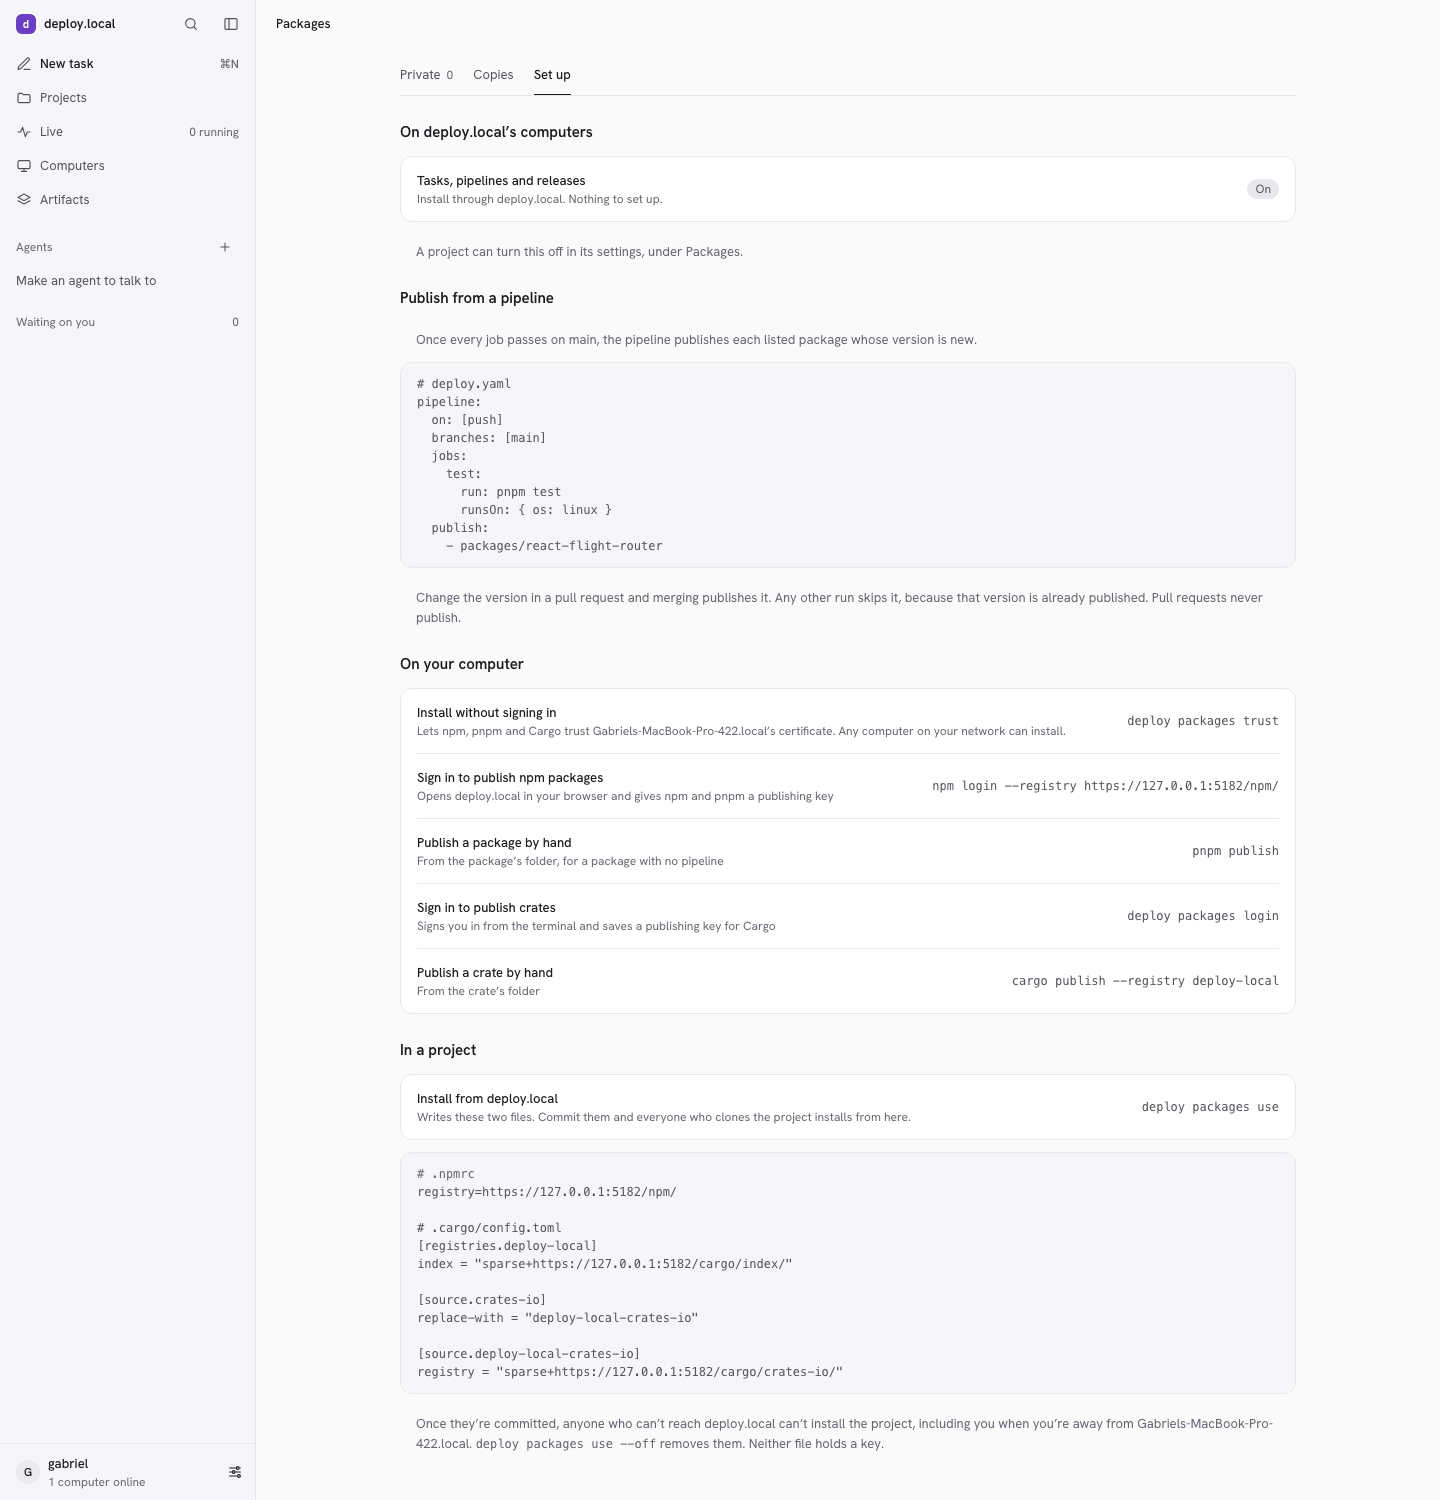 d deploy.local
New task ⌘N
Projects
Live 0 running
Computers
Artifacts
Agents +
Make an agent to talk to
Waiting on you 0
G gabriel
1 computer online
Packages
Private 0 Copies Set up
On deploy.local’s computers
Tasks, pipelines and releases
Install through deploy.local. Nothing to set up.
On
A project can turn this off in its settings, under Packages.
Publish from a pipeline
Once every job passes on main, the pipeline publishes each listed package whose version is new.
# deploy.yaml
pipeline:
  on: [push]
  branches: [main]
  jobs:
    test:
      run: pnpm test
      runsOn: { os: linux }
  publish:
    - packages/react-flight-router
Change the version in a pull request and merging publishes it. Any other run skips it, because that version is already published. Pull requests never
publish.
On your computer
Install without signing in
Lets npm, pnpm and Cargo trust Gabriels-MacBook-Pro-422.local’s certificate. Any computer on your network can install.
deploy packages trust
Sign in to publish npm packages
Opens deploy.local in your browser and gives npm and pnpm a publishing key
npm login --registry https://127.0.0.1:5182/npm/
Publish a package by hand
From the package’s folder, for a package with no pipeline
pnpm publish
Sign in to publish crates
Signs you in from the terminal and saves a publishing key for Cargo
deploy packages login
Publish a crate by hand
From the crate’s folder
cargo publish --registry deploy-local
In a project
Install from deploy.local
Writes these two files. Commit them and everyone who clones the project installs from here.
deploy packages use
# .npmrc
registry=https://127.0.0.1:5182/npm/
# .cargo/config.toml
[registries.deploy-local]
index = "sparse+https://127.0.0.1:5182/cargo/index/"
[source.crates-io]
replace-with = "deploy-local-crates-io"
[source.deploy-local-crates-io]
registry = "sparse+https://127.0.0.1:5182/cargo/crates-io/"
Once they’re committed, anyone who can’t reach deploy.local can’t install the project, including you when you’re away from Gabriels-MacBook-Pro-
422.local. deploy packages use --off removes them. Neither file holds a key.